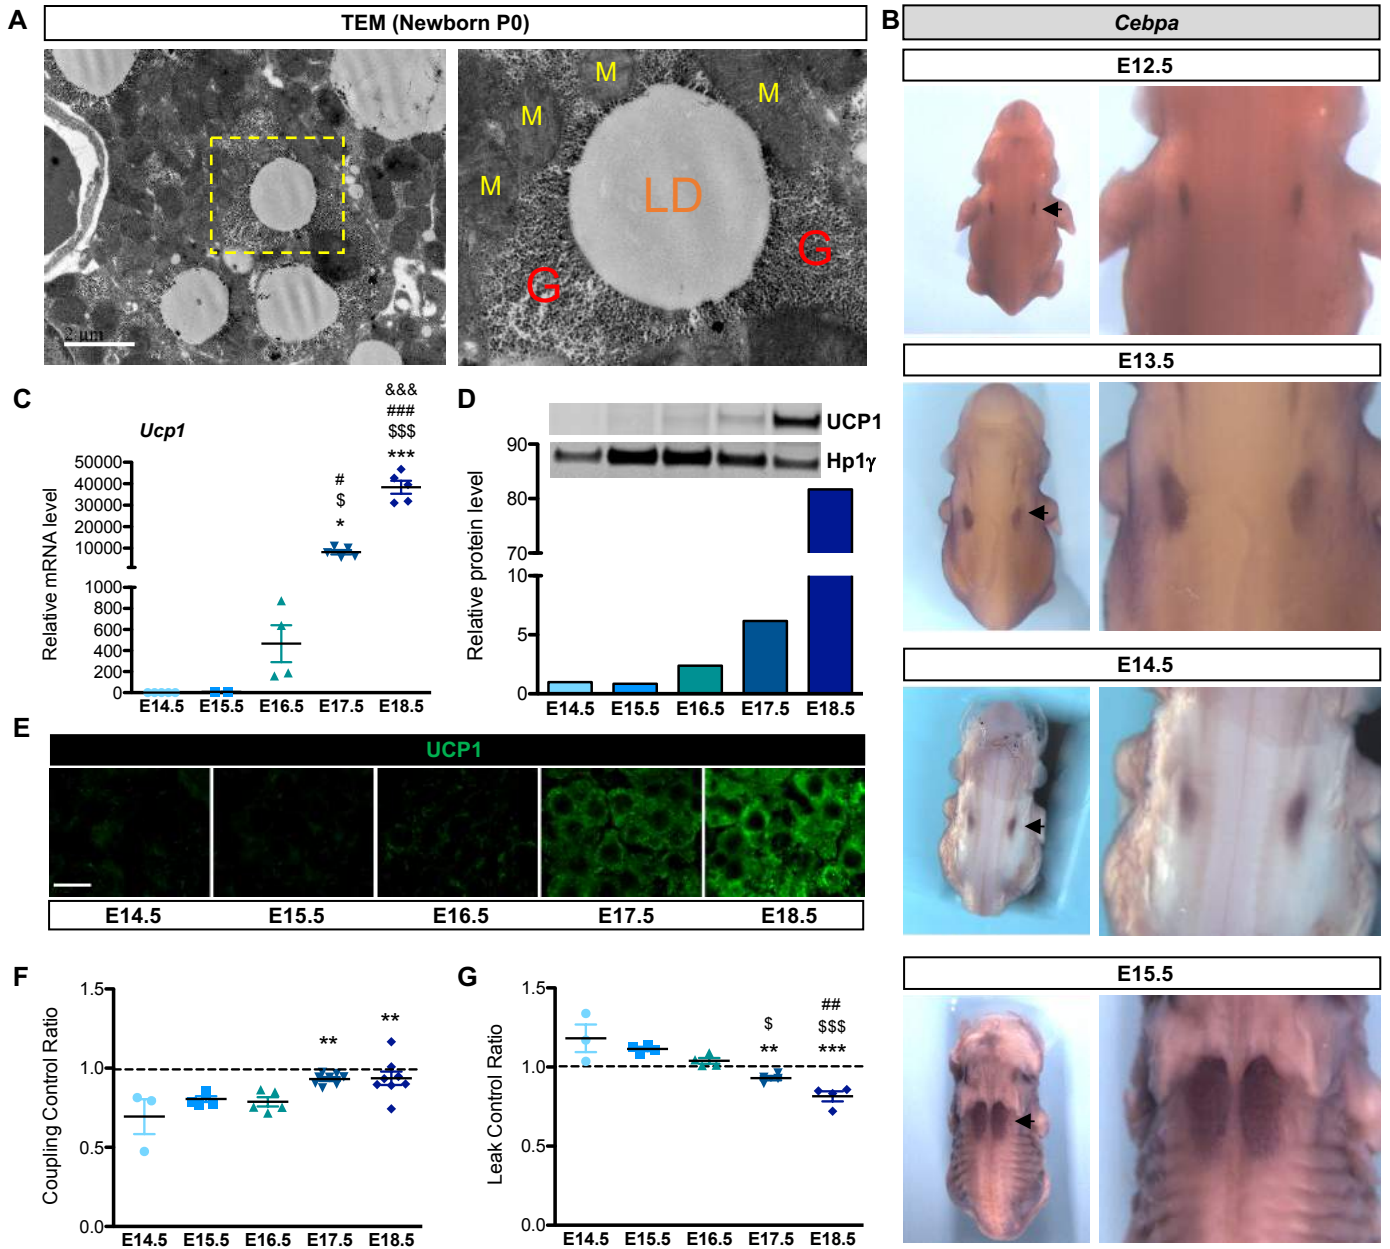 A
TEM (Newborn P0)
2 μm
M
M
M
M
LD
G
G
B
Cebpa
E12.5
E13.5
E14.5
E15.5
C
Ucp1
Relative mRNA level
50000
40000
30000
20000
10000
1000
800
600
400
200
0
#
$
*
&&&
###
$$$
***
E14.5 E15.5 E16.5 E17.5 E18.5
D
UCP1
Hp1γ
Relative protein level
90
80
70
10
5
0
E14.5 E15.5 E16.5 E17.5 E18.5
E
UCP1
E14.5 E15.5 E16.5 E17.5 E18.5
F
Coupling Control Ratio
1.5
1.0
0.5
0.0
**
**
E14.5 E15.5 E16.5 E17.5 E18.5
G
Leak Control Ratio
1.5
1.0
0.5
0.0
$
**
##
$$$
***
E14.5 E15.5 E16.5 E17.5 E18.5